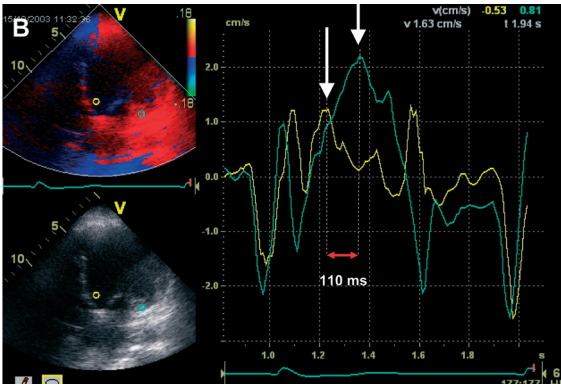 B
15/10/2003 11:32:36
V
.18
5
10
-.18
V
5
10
v(cm/s) -0.53 0.81
v 1.63 cm/s t 1.94 s
cm/s
2.0
1.0
0.0
-1.0
-2.0
110 ms
1.0 1.2 1.4 1.6 1.8 s
6
177:177